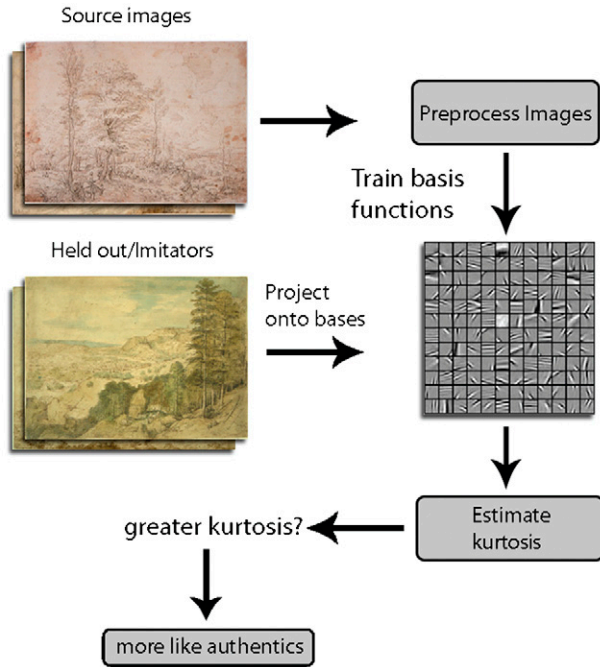 Source images
Preprocess Images
Train basis
functions
Held out/Imitators
Project
onto bases
Estimate
kurtosis
greater kurtosis?
more like authentics